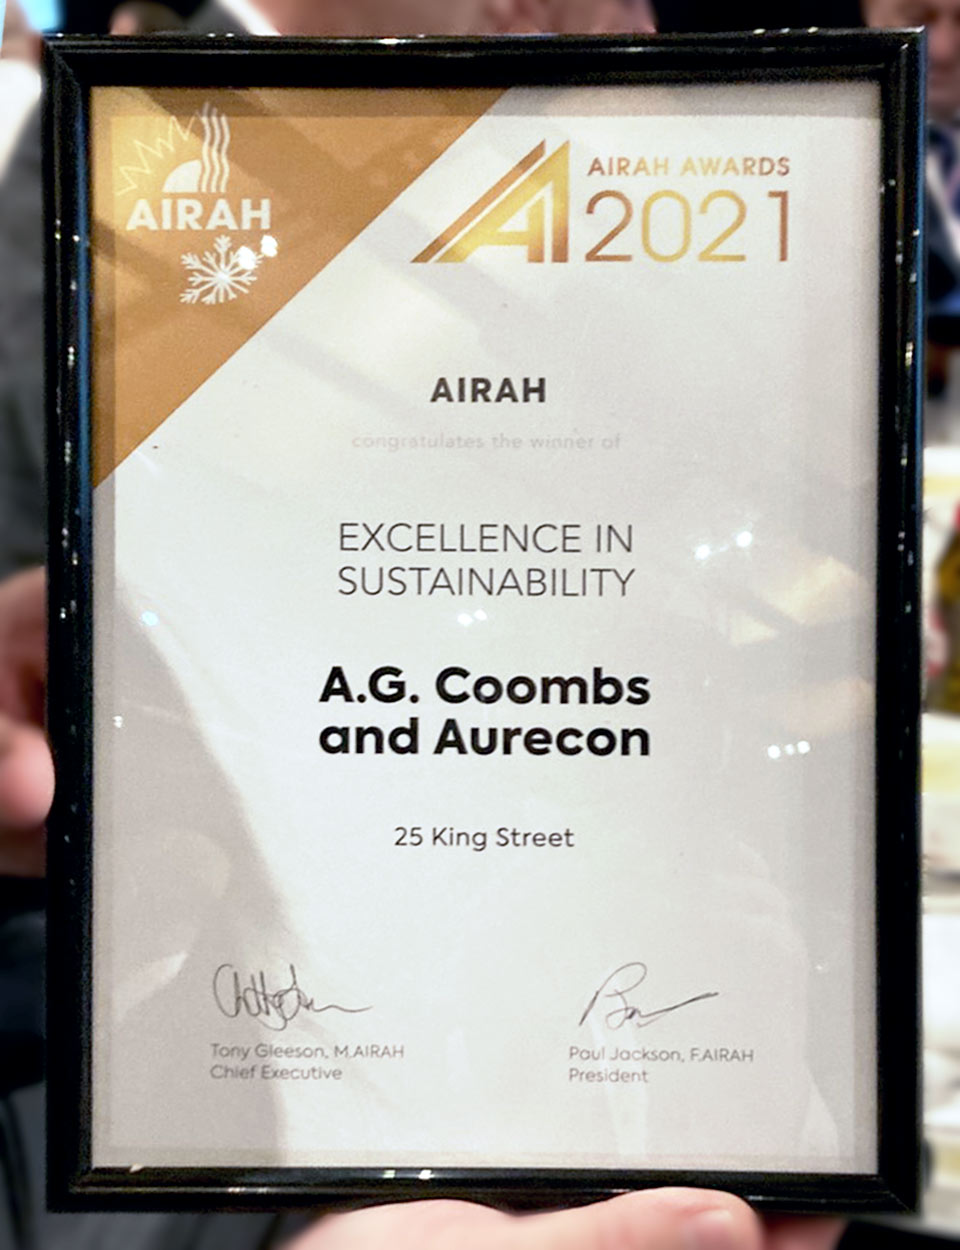 AIRAH
AIRAH AWARDS
2021
AIRAH
congratulates the winner of
EXCELLENCE IN
SUSTAINABILITY
A.G. Coombs
and Aurecon
25 King Street
Tony Gleeson, M.AIRAH
Chief Executive
Paul Jackson, F.AIRAH
President